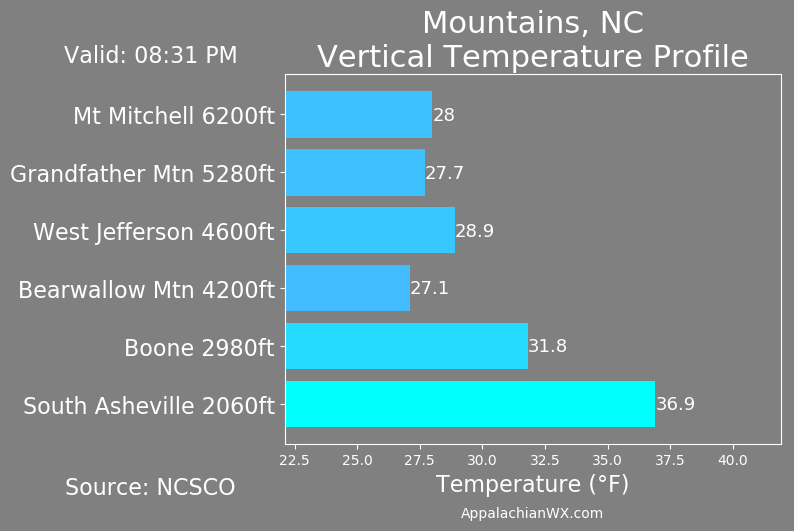 Mountains, NC
Vertical Temperature Profile
Valid: 08:31 PM
Mt Mitchell 6200ft 28
Grandfather Mtn 5280ft 27.7
West Jefferson 4600ft 28.9
Bearwallow Mtn 4200ft 27.1
Boone 2980ft 31.8
South Asheville 2060ft 36.9
22.5 25.0 27.5 30.0 32.5 35.0 37.5 40.0
Temperature (°F)
Source: NCSCO
AppalachianWX.com